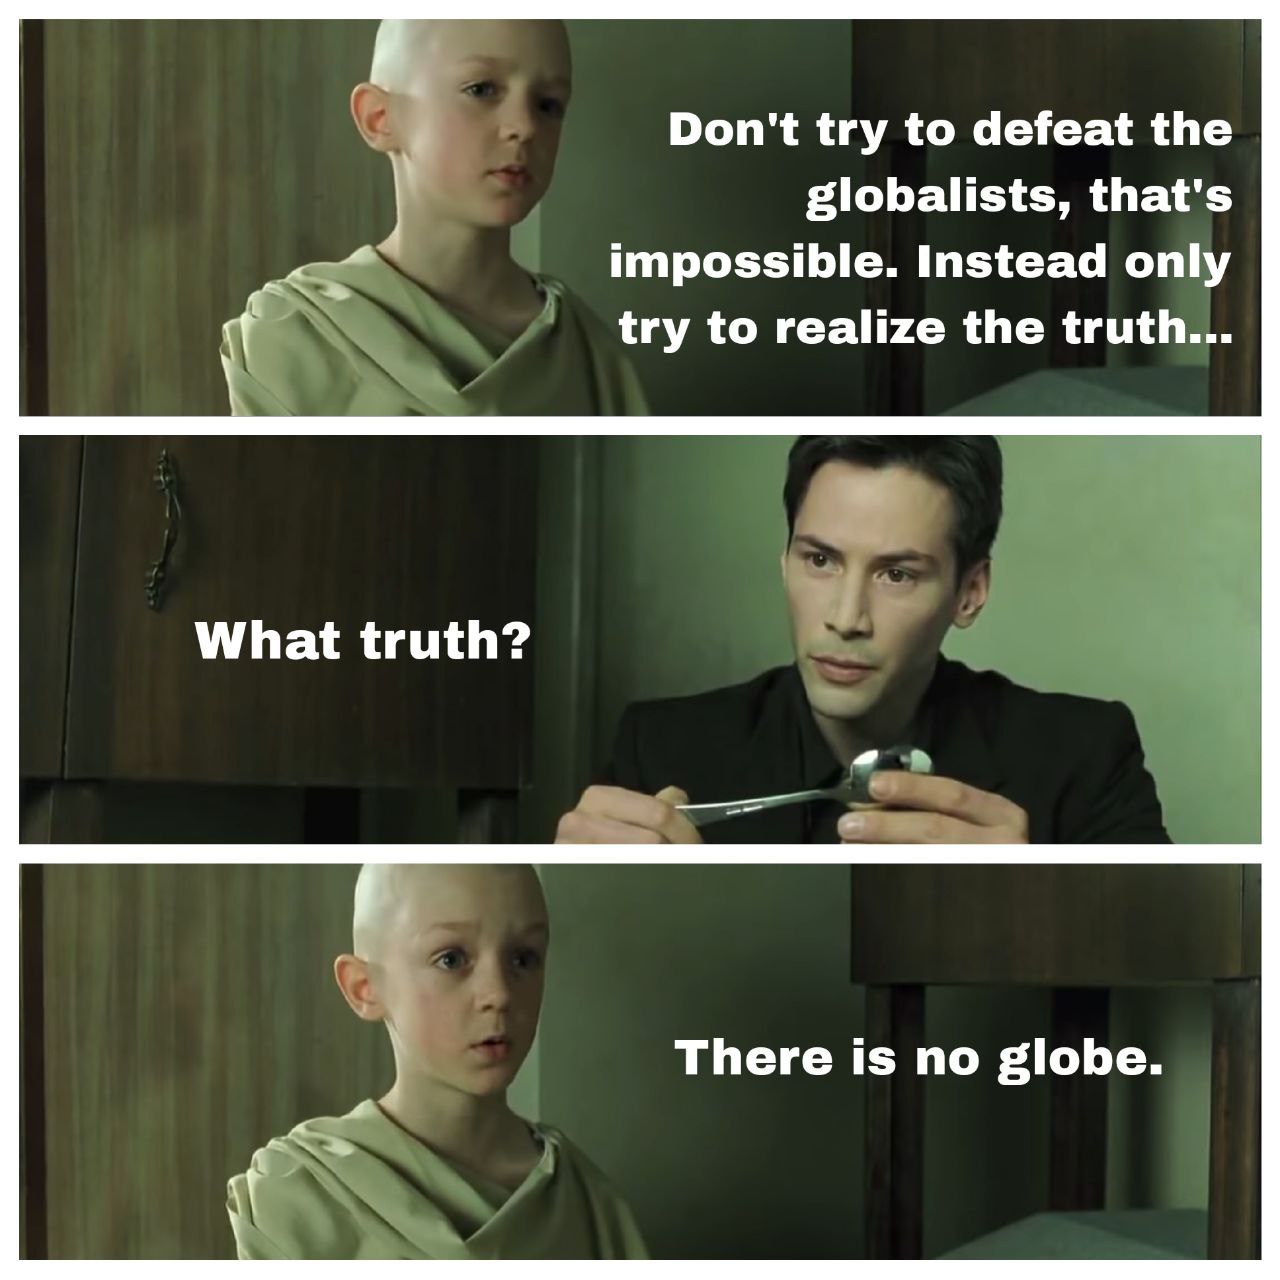 Don't try to defeat the
globalists, that's
impossible. Instead only
try to realize the truth...
What truth?
There is no globe.